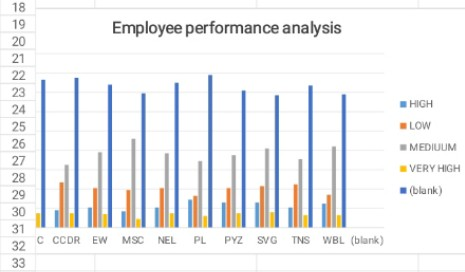 18
19
20
21
22
23
24
25
26
27
28
29
30
31
32
33
Employee performance analysis
HIGH
LOW
MEDIUUM
VERY HIGH
(blank)
C CCDR EW MSC NEL PL PYZ SVG TNS WBL (blank)